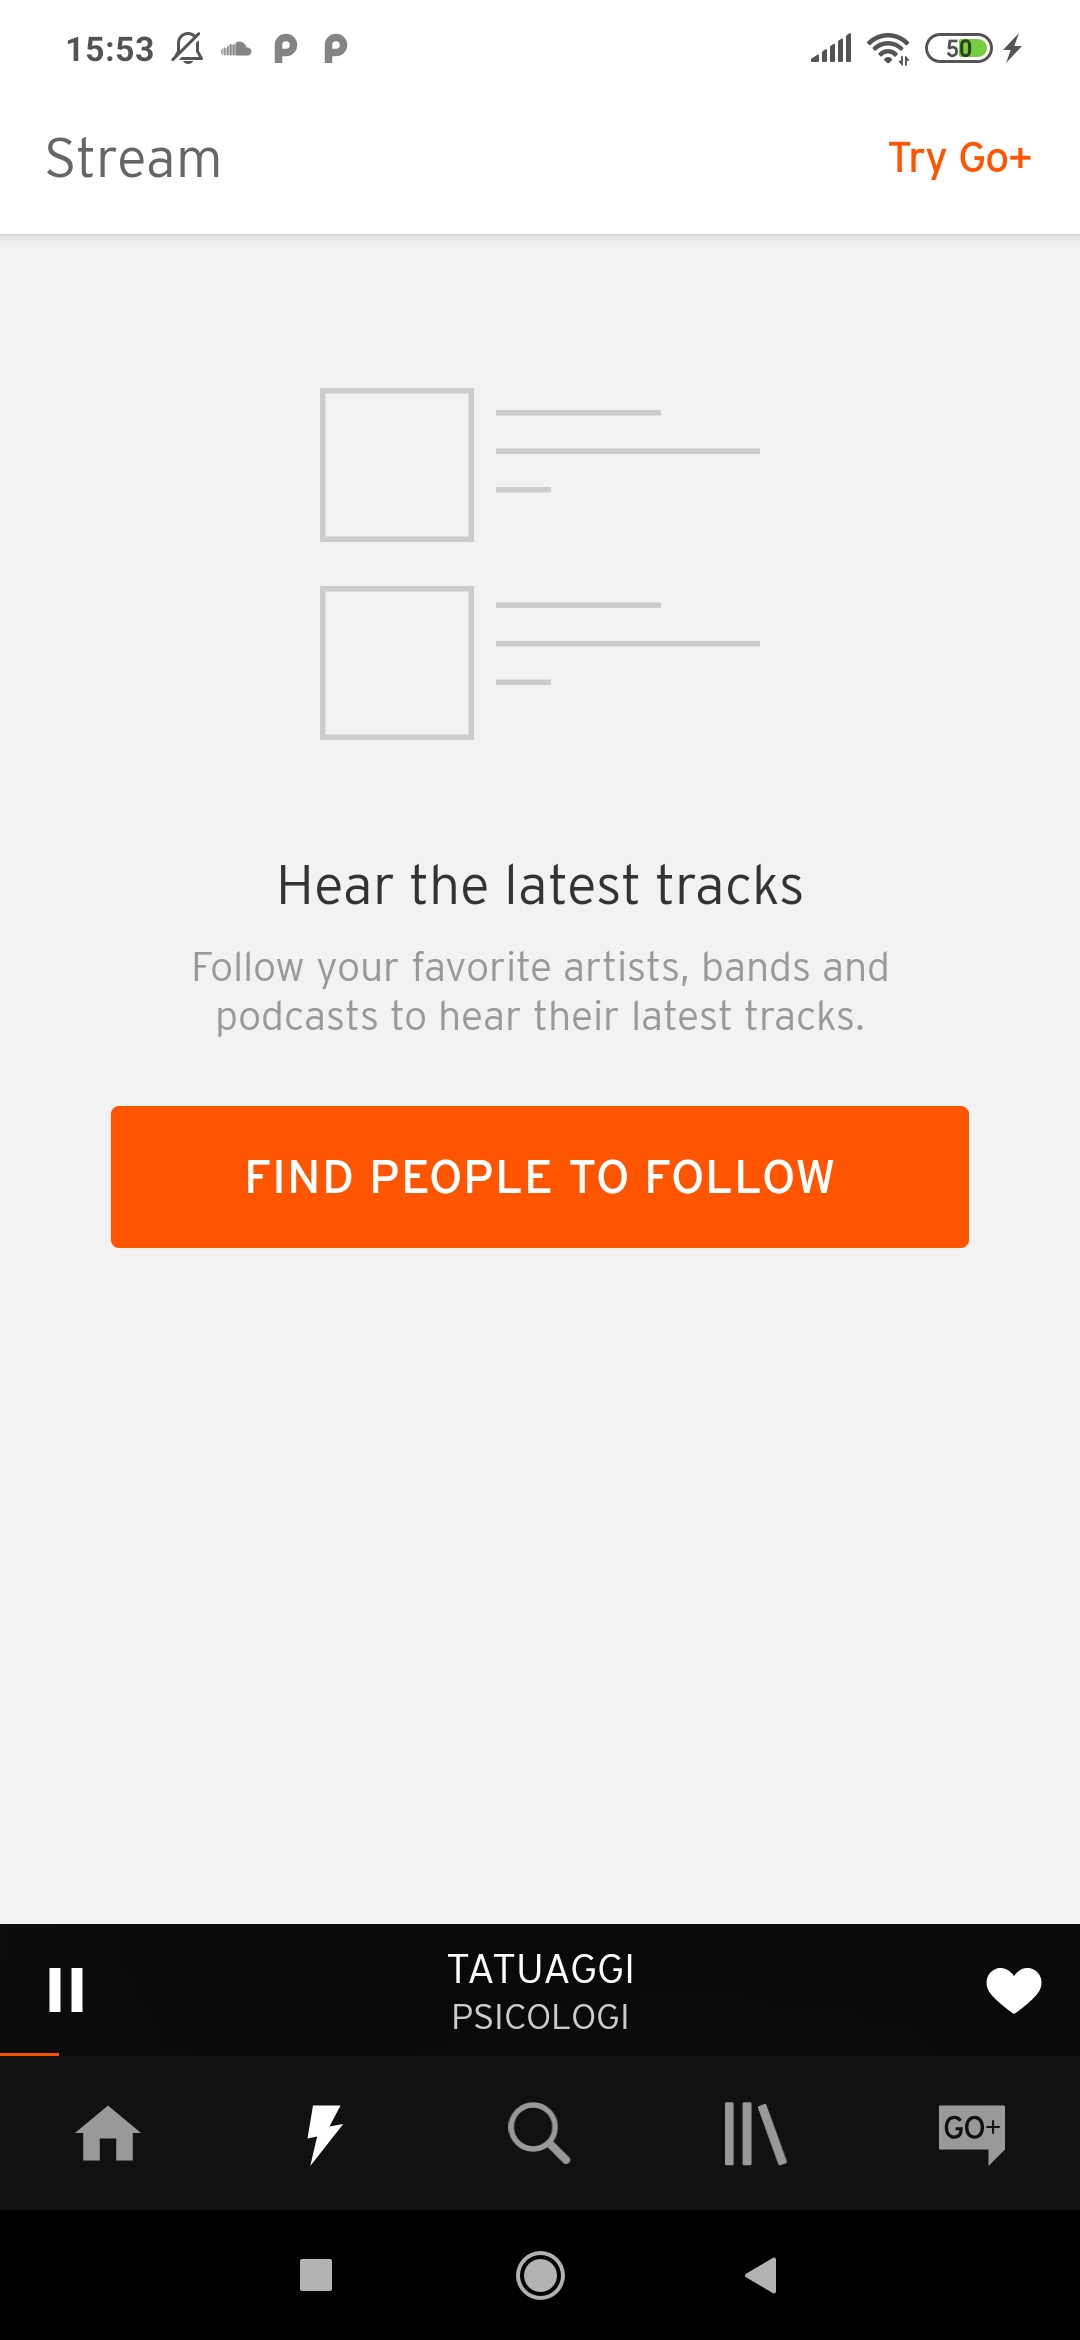 15:53
50
Stream
Try Go+
Hear the latest tracks
Follow your favorite artists, bands and
podcasts to hear their latest tracks.
FIND PEOPLE TO FOLLOW
TATUAGGI
PSICOLOGI
GO+